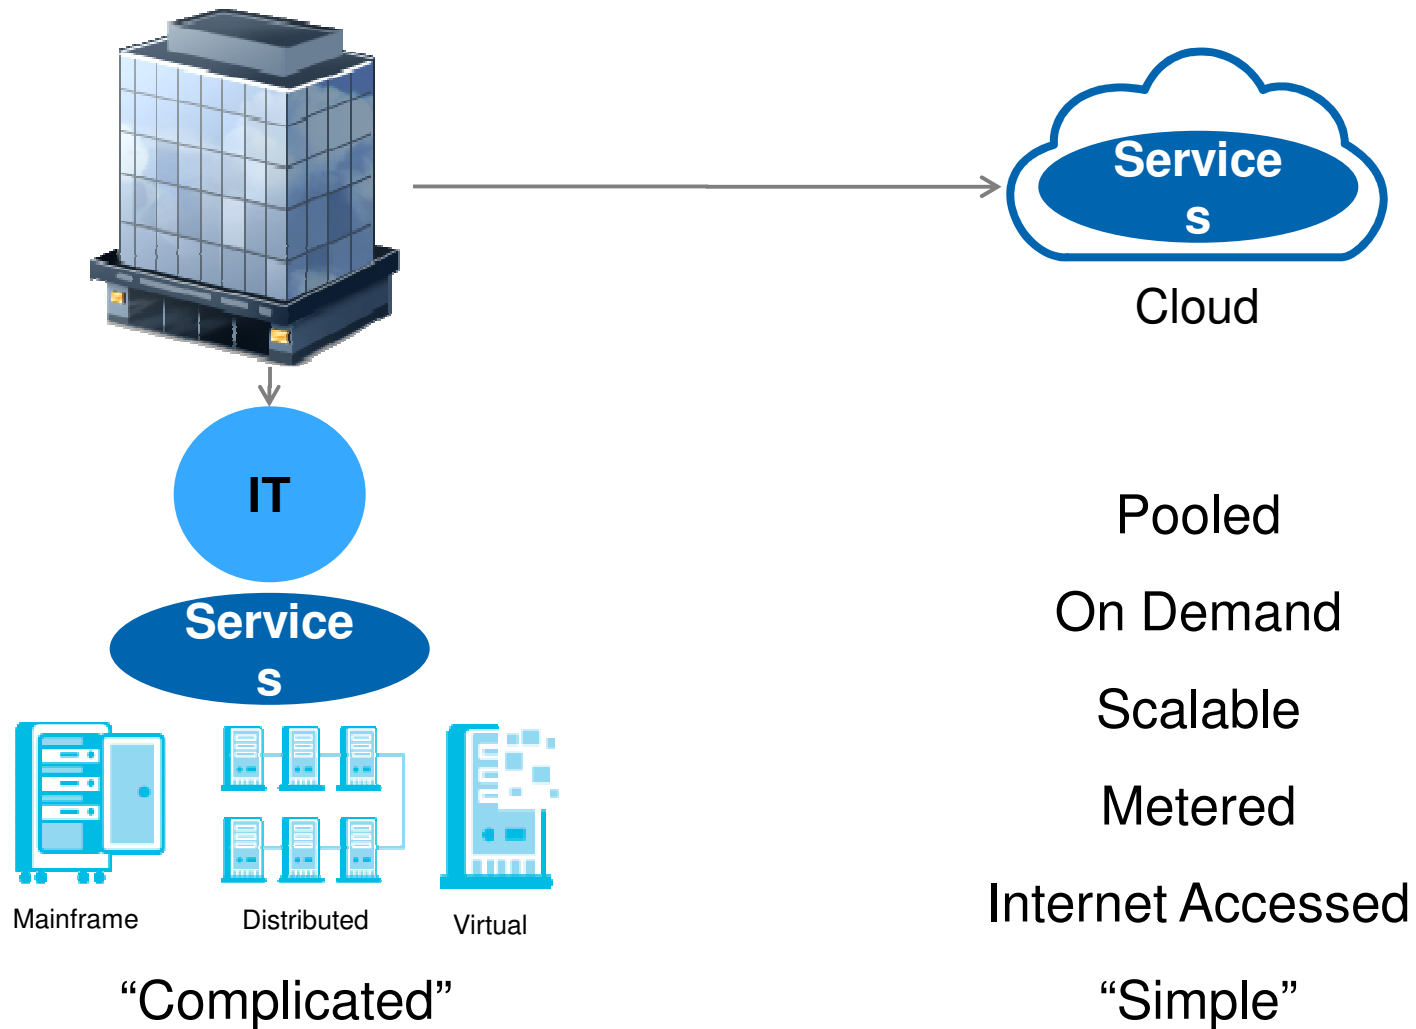 Service
s
Cloud
IT
Service
s
Mainframe
Distributed
Virtual
“Complicated”
Pooled
On Demand
Scalable
Metered
Internet Accessed
“Simple”